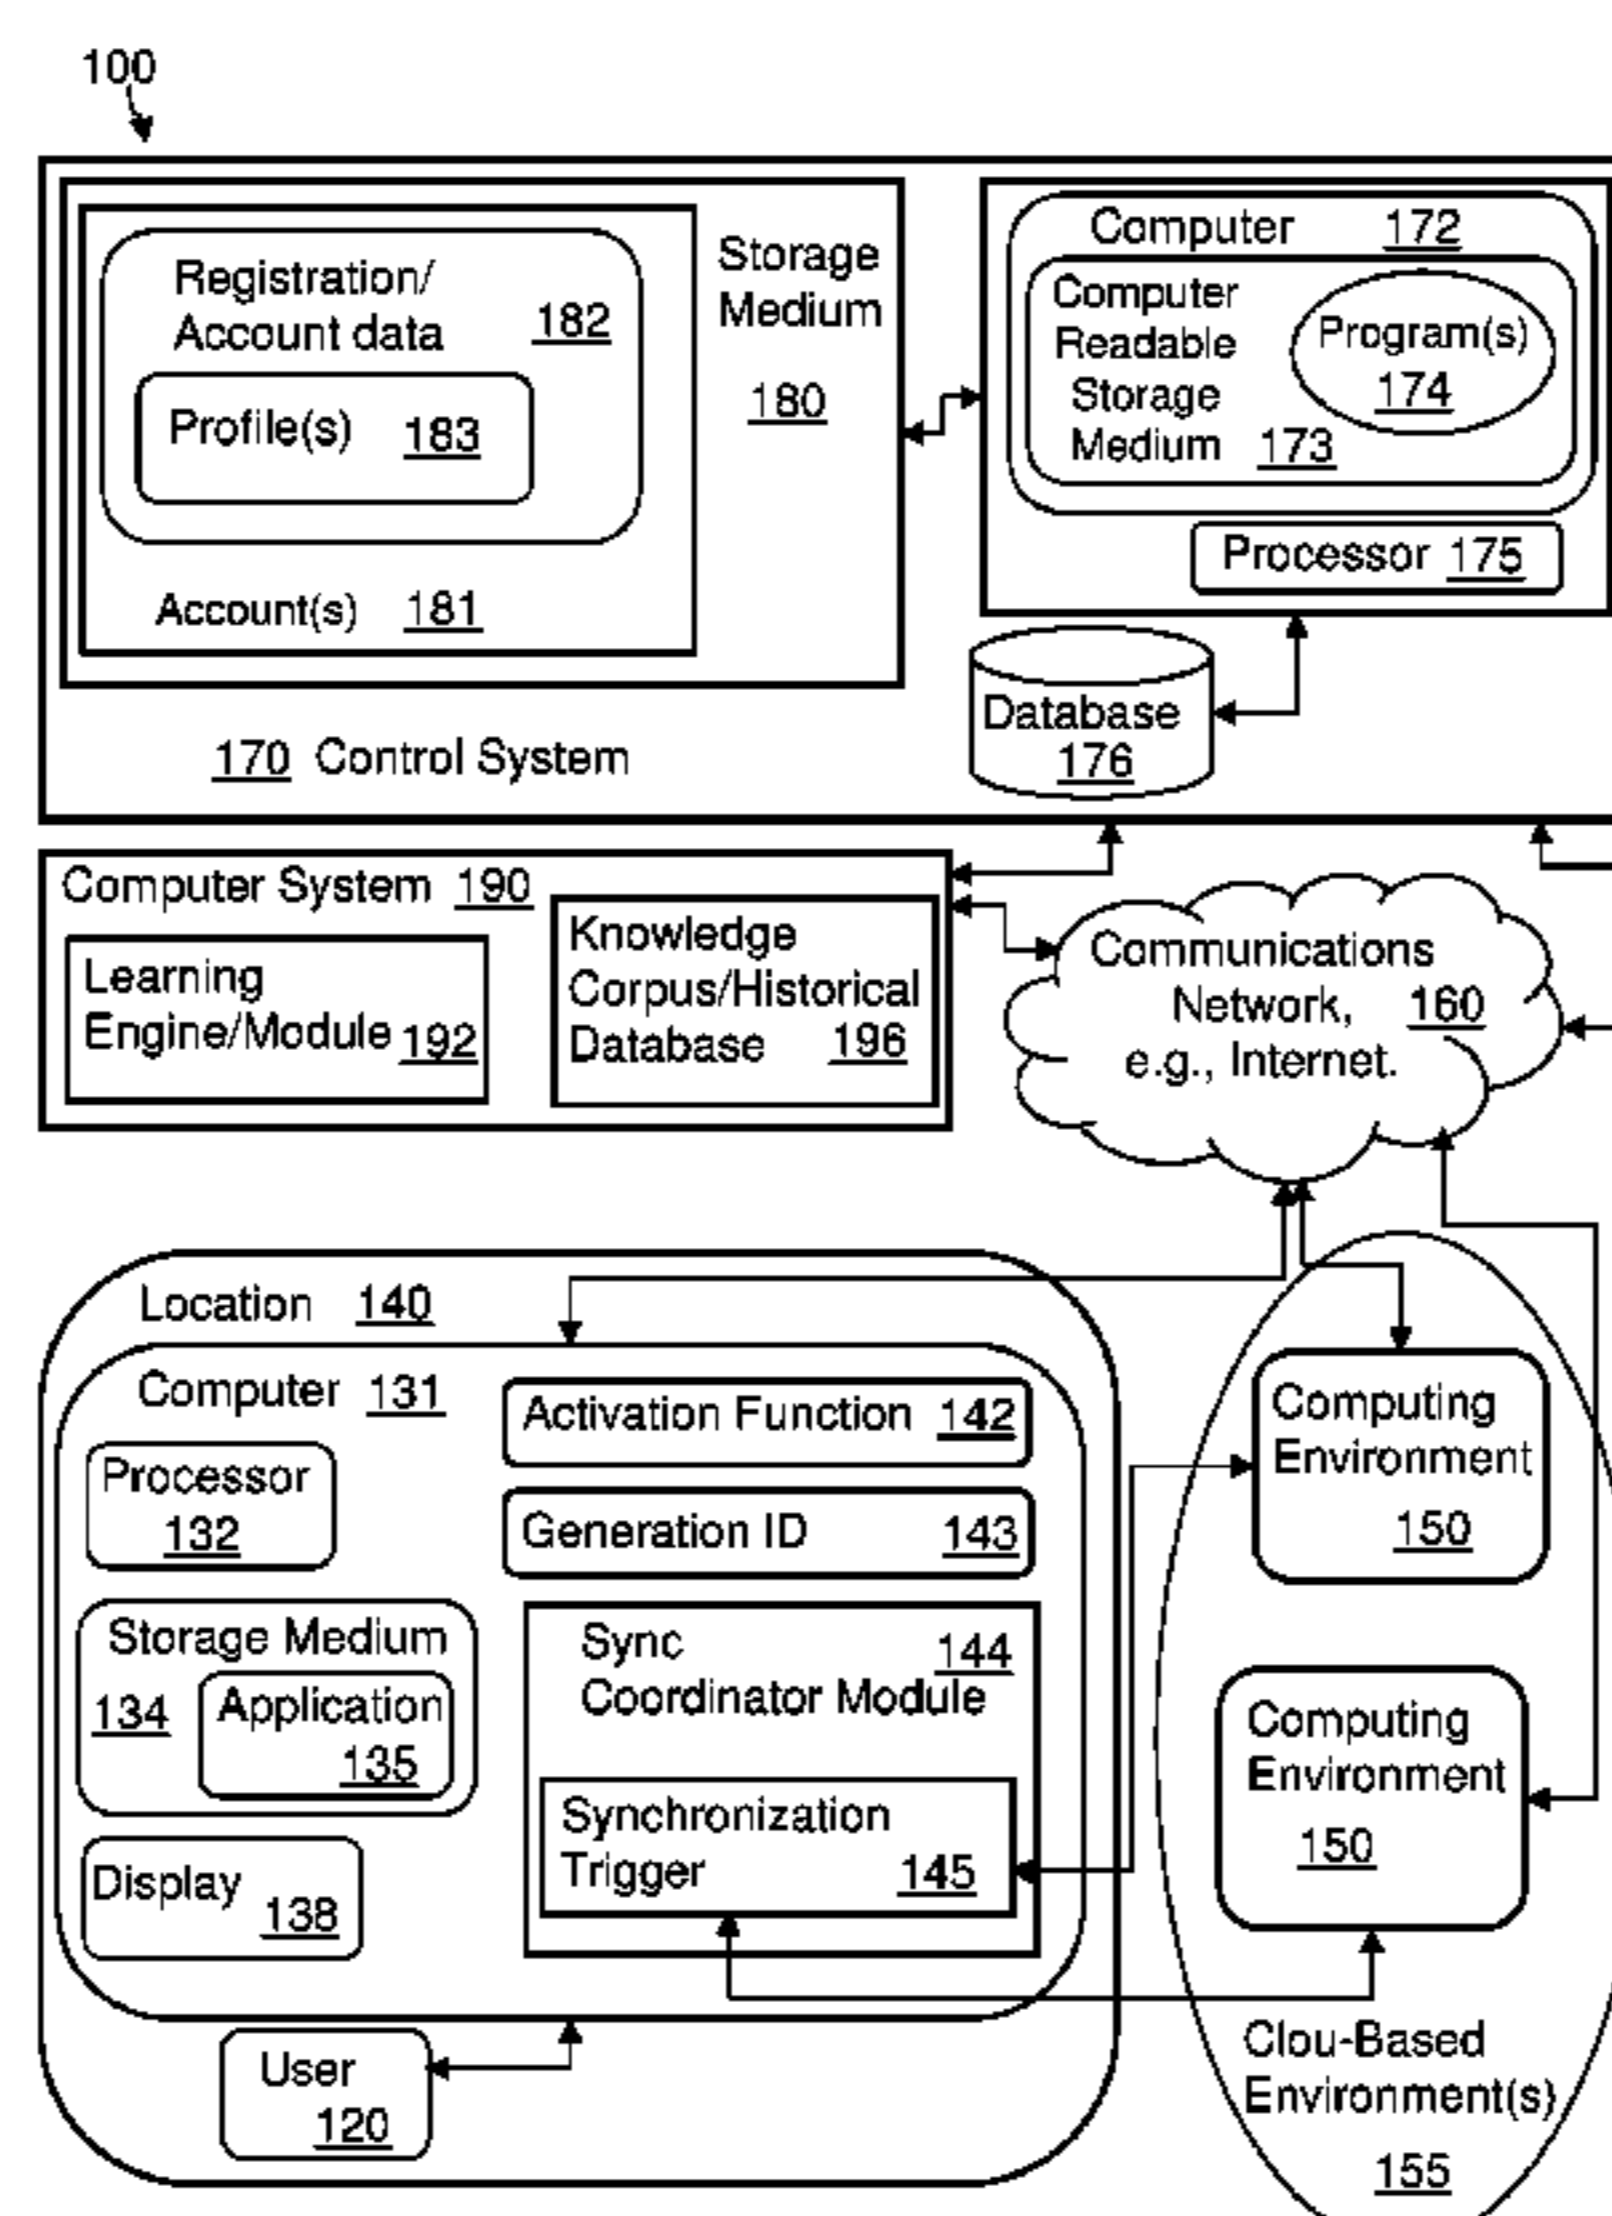 100
Registration/
Account data 182
Profile(s) 183
Account(s) 181
Storage
Medium
180
170 Control System
Computer 172
Computer
Readable
Storage
Medium 173
Program(s)
174
Processor 175
Database
176
Computer System 190
Learning
Engine/Module 192
Knowledge
Corpus/Historical
Database 196
Communications
Network, 160
e.g., Internet.
Location 140
Computer 131
Processor
132
Storage Medium
134
Application
135
Display 138
Activation Function 142
Generation ID 143
Sync 144
Coordinator Module
Synchronization
Trigger 145
User
120
Computing
Environment
150
Computing
Environment
150
Clou-Based
Environment(s)
155